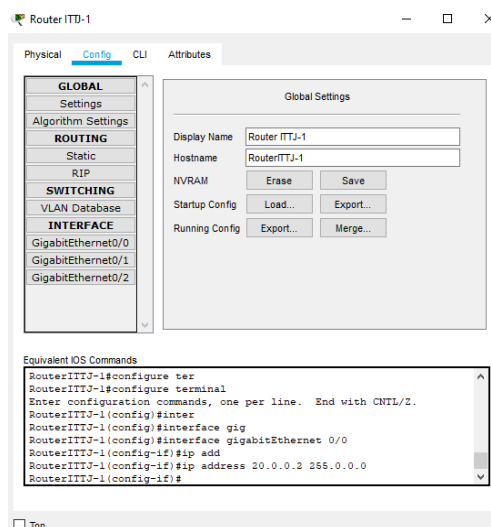 Router ITTJ-1
Physical Config CLI Attributes
GLOBAL
Settings
Algorithm Settings
ROUTING
Static
RIP
SWITCHING
VLAN Database
INTERFACE
GigabitEthernet0/0
GigabitEthernet0/1
GigabitEthernet0/2
Global Settings
Display Name Router ITTJ-1
Hostname RouterITTJ-1
NVRAM Erase Save
Startup Config Load... Export...
Running Config Export... Merge...
Equivalent IOS Commands
RouterITTJ-1#configure ter
RouterITTJ-1#configure terminal
Enter configuration commands, one per line. End with CNTL/Z.
RouterITTJ-1(config)#inter
RouterITTJ-1(config)#interface gig
RouterITTJ-1(config)#interface gigabitEthernet 0/0
RouterITTJ-1(config-if)#ip add
RouterITTJ-1(config-if)#ip address 20.0.0.2 255.0.0.0
RouterITTJ-1(config-if)#
Top